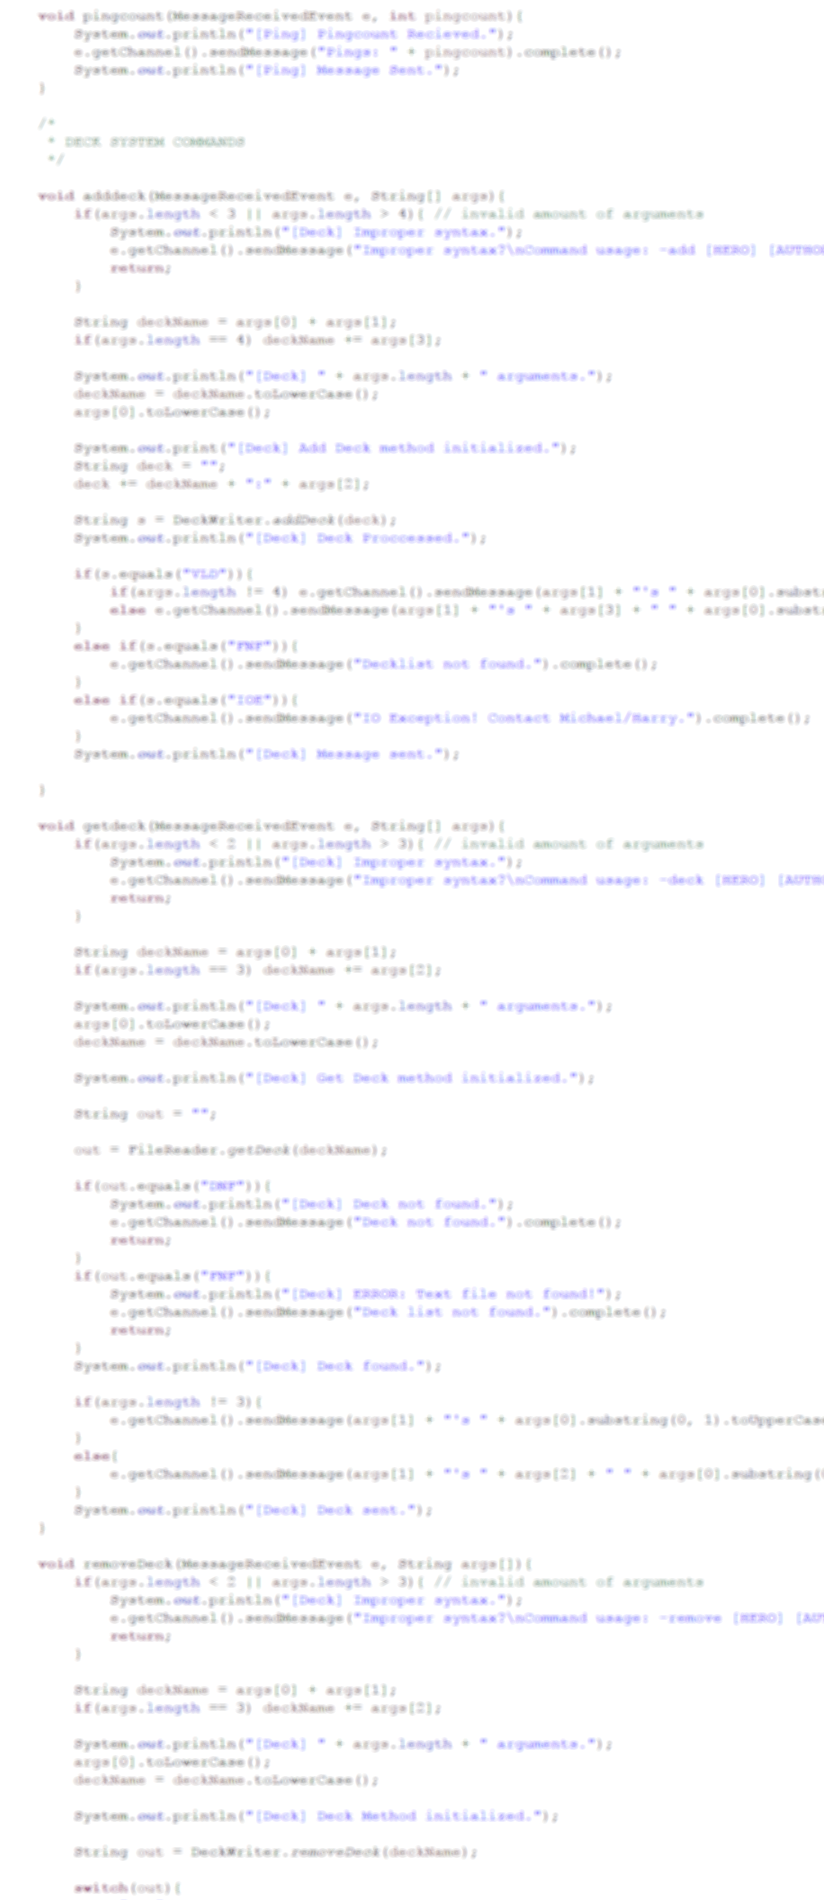 void pingcount(MessageReceivedEvent e, int pingcount){
System.out.println("[Ping] Pingcount Recieved.");
e.getChannel().sendMessage("Pings: " + pingcount).complete();
System.out.println("[Ping] Message Sent.");
}
/*
* DECK SYSTEM COMMANDS
*/
void adddeck(MessageReceivedEvent e, String[] args){
if(args.length < 3 || args.length > 4){ // invalid amount of arguments
System.out.println("[Deck] Improper syntax.");
e.getChannel().sendMessage("Improper syntax?\nCommand usage: -add [HERO] [AUTHO
return;
}
String deckName = args[0] + args[1];
if(args.length == 4) deckName += args[3];
System.out.println("[Deck] " + args.length + " arguments.");
deckName = deckName.toLowerCase();
args[0].toLowerCase();
System.out.print("[Deck] Add Deck method initialized.");
String deck = "";
deck += deckName + ":" + args[2];
String s = DeckWriter.addDeck(deck);
System.out.println("[Deck] Deck Proccessed.");
if(s.equals("VLD")){
if(args.length != 4) e.getChannel().sendMessage(args[1] + "'s " + args[0].substr
else e.getChannel().sendMessage(args[1] + "'s " + args[3] + " " + args[0].substr
}
else if(s.equals("FNF")){
e.getChannel().sendMessage("Decklist not found.").complete();
}
else if(s.equals("IOE")){
e.getChannel().sendMessage("IO Exception! Contact Michael/Harry.").complete();
}
System.out.println("[Deck] Message sent.");
}
void getdeck(MessageReceivedEvent e, String[] args){
if(args.length < 2 || args.length > 3){ // invalid amount of arguments
System.out.println("[Deck] Improper syntax.");
e.getChannel().sendMessage("Improper syntax?\nCommand usage: -deck [HERO] [AUTHO
return;
}
String deckName = args[0] + args[1];
if(args.length == 3) deckName += args[2];
System.out.println("[Deck] " + args.length + " arguments.");
args[0].toLowerCase();
deckName = deckName.toLowerCase();
System.out.println("[Deck] Get Deck method initialized.");
String out = "";
out = FileReader.getDeck(deckName);
if(out.equals("DNF")){
System.out.println("[Deck] Deck not found.");
e.getChannel().sendMessage("Deck not found.").complete();
return;
}
if(out.equals("FNF")){
System.out.println("[Deck] ERROR: Text file not found!");
e.getChannel().sendMessage("Deck list not found.").complete();
return;
}
System.out.println("[Deck] Deck found.");
if(args.length != 3){
e.getChannel().sendMessage(args[1] + "'s " + args[0].substring(0, 1).toUpperCase
}
else{
e.getChannel().sendMessage(args[1] + "'s " + args[2] + " " + args[0].substring(0
}
System.out.println("[Deck] Deck sent.");
}
void removeDeck(MessageReceivedEvent e, String args[]){
if(args.length < 2 || args.length > 3){ // invalid amount of arguments
System.out.println("[Deck] Improper syntax.");
e.getChannel().sendMessage("Improper syntax?\nCommand usage: -remove [HERO] [AUT
return;
}
String deckName = args[0] + args[1];
if(args.length == 3) deckName += args[2];
System.out.println("[Deck] " + args.length + " arguments.");
args[0].toLowerCase();
deckName = deckName.toLowerCase();
System.out.println("[Deck] Deck Method initialized.");
String out = DeckWriter.removeDeck(deckName);
switch(out){